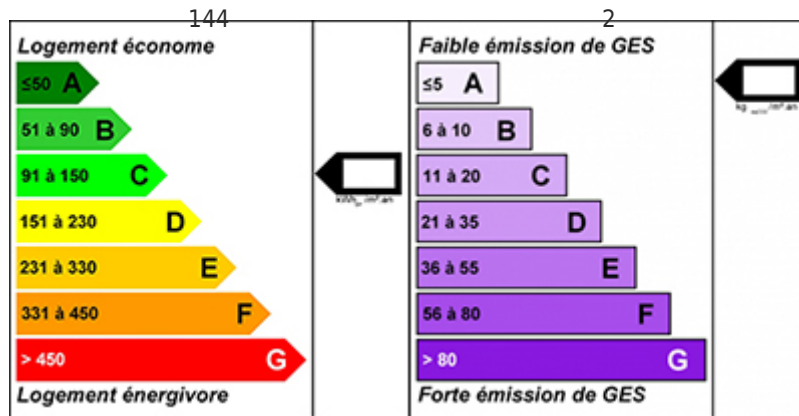 144
Logement économe
≤50 A
51 à 90 B
91 à 150 C
151 à 230 D
231 à 330 E
331 à 450 F
> 450 G
Logement énergivore
2
Faible émission de GES
≤5 A
6 à 10 B
11 à 20 C
21 à 35 D
36 à 55 E
56 à 80 F
> 80 G
Forte émission de GES